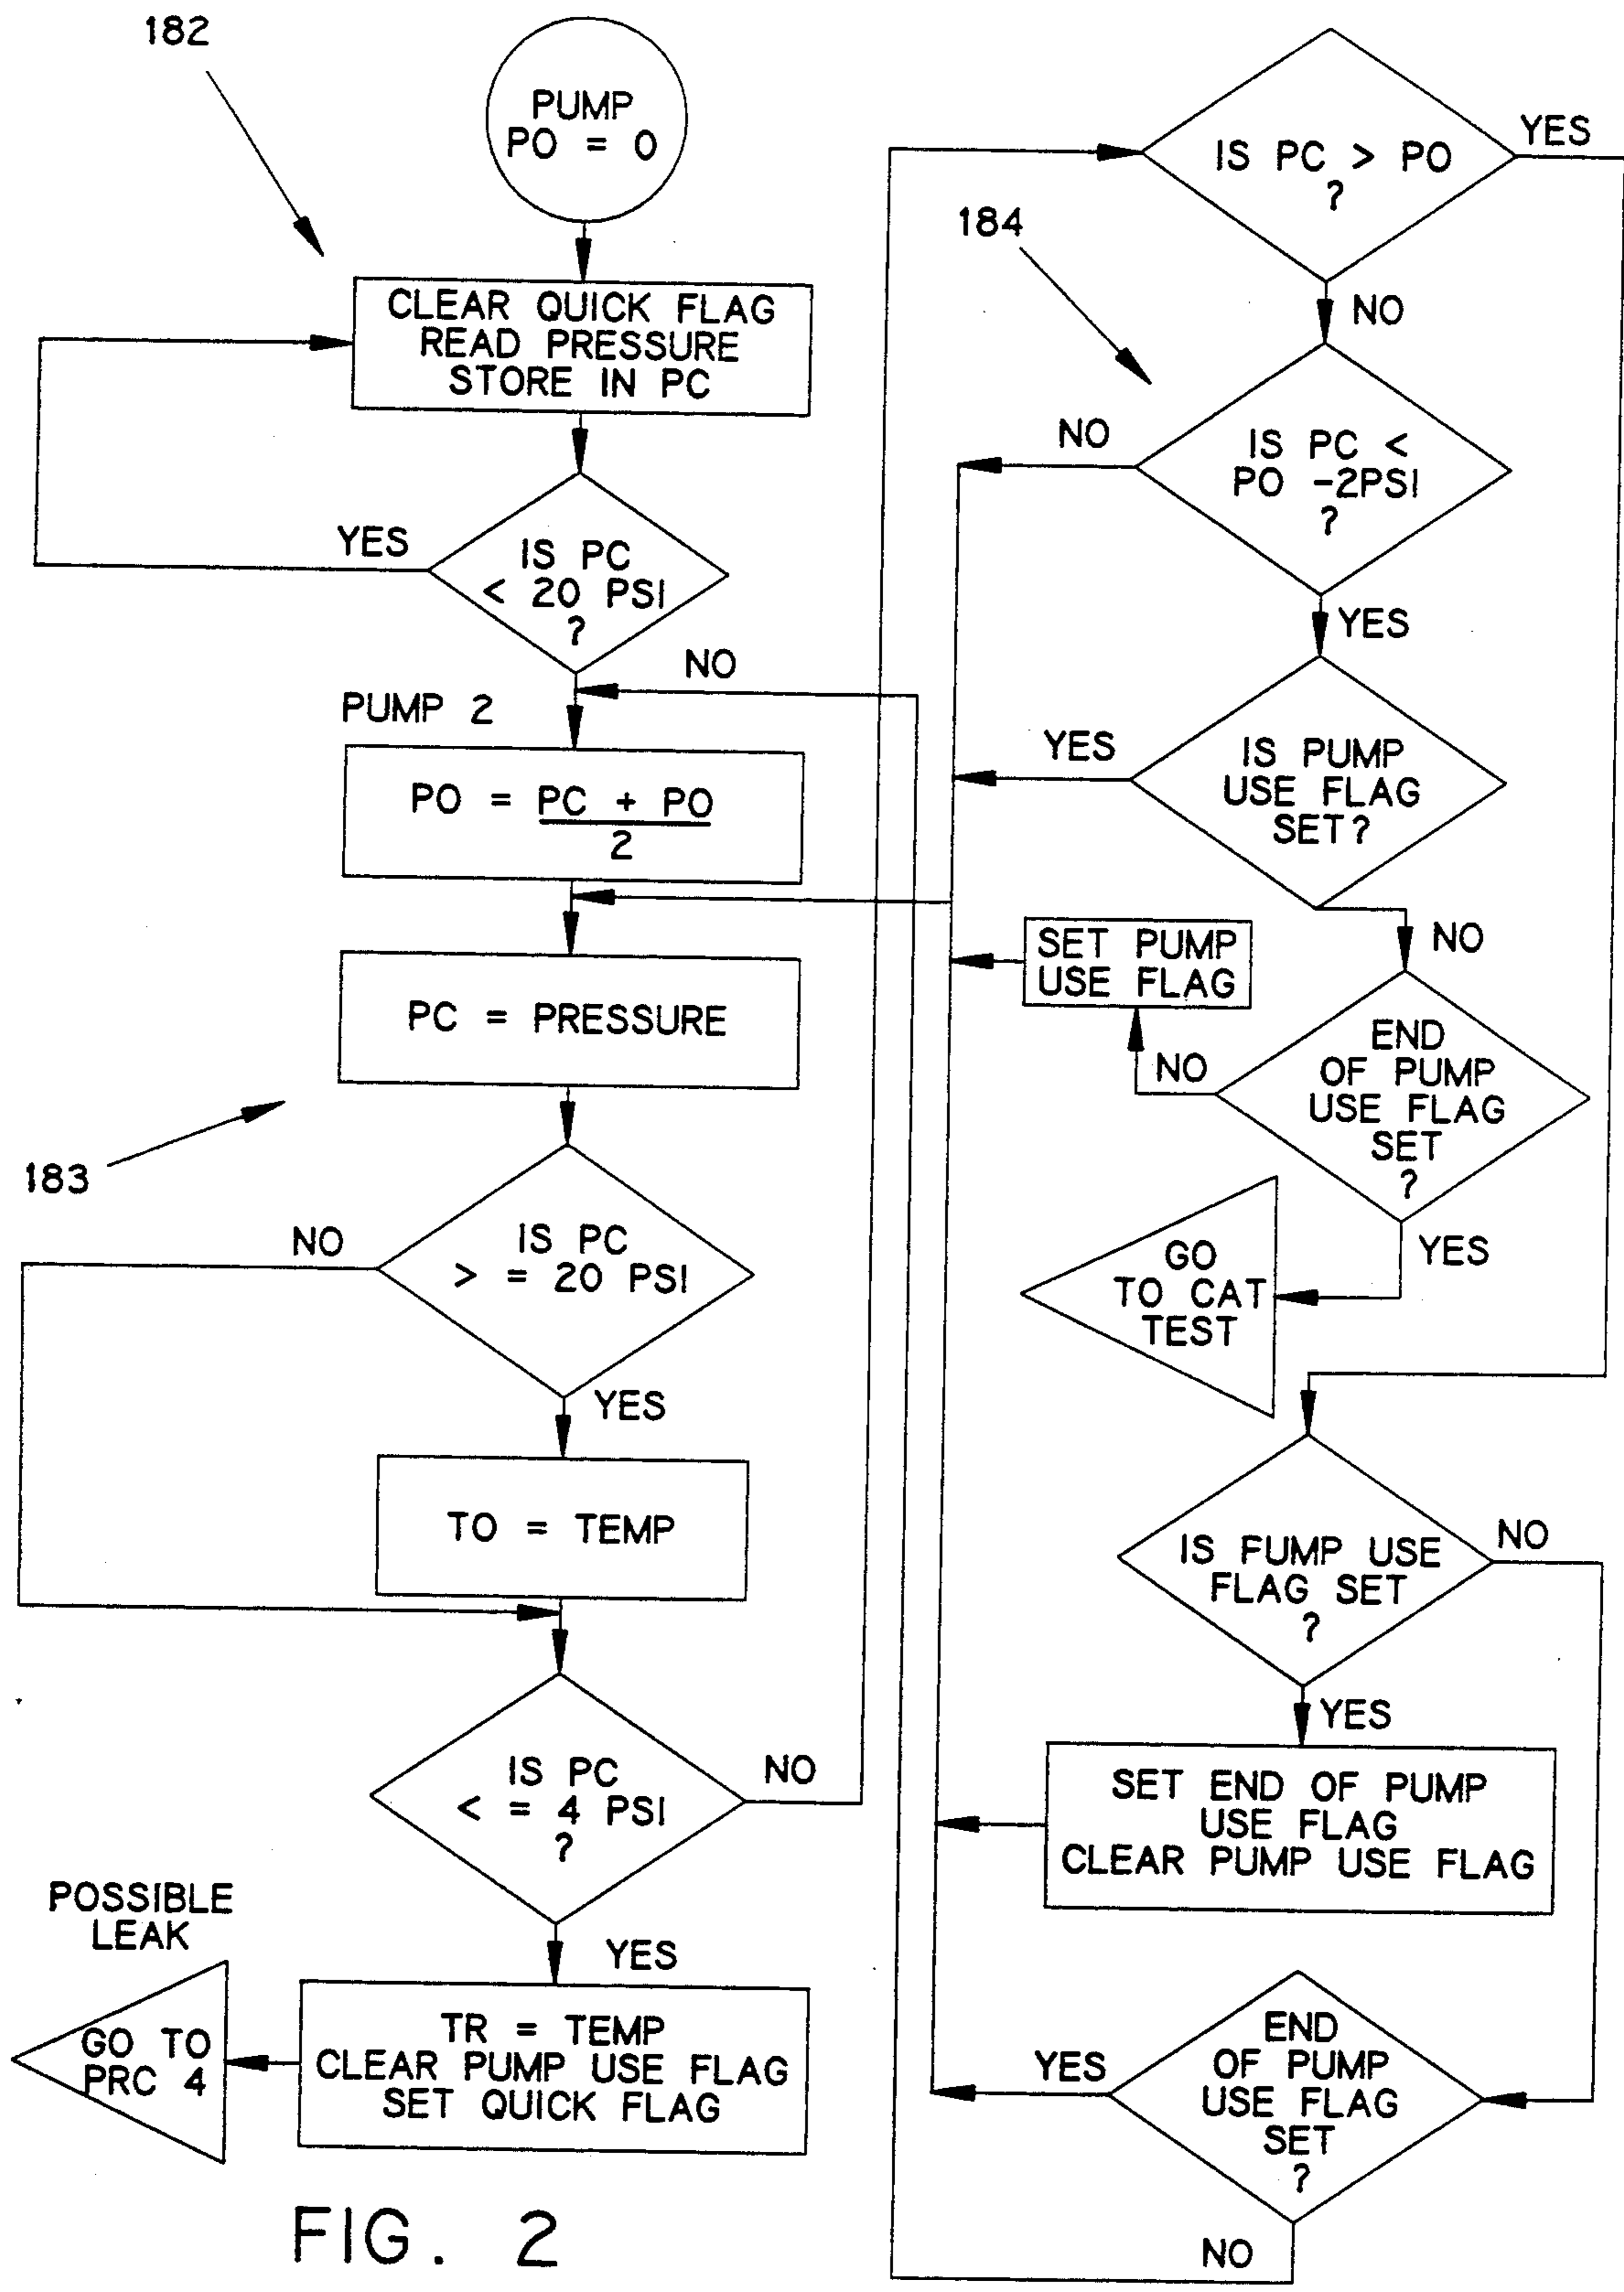 182
PUMP
PO = 0
CLEAR QUICK FLAG
READ PRESSURE
STORE IN PC
YES
IS PC
< 20 PSI
?
NO
PUMP 2
PO = PC + PO
2
PC = PRESSURE
183
NO
IS PC
> = 20 PSI
YES
TO = TEMP
IS PC
< = 4 PSI
?
NO
YES
POSSIBLE
LEAK
GO TO
PRC 4
TR = TEMP
CLEAR PUMP USE FLAG
SET QUICK FLAG
IS PC > PO
?
YES
184
NO
NO
IS PC <
PO -2PSI
?
YES
YES
IS PUMP
USE FLAG
SET?
NO
SET PUMP
USE FLAG
NO
END
OF PUMP
USE FLAG
SET
?
YES
GO
TO CAT
TEST
IS FUMP USE
FLAG SET
?
NO
YES
SET END OF PUMP
USE FLAG
CLEAR PUMP USE FLAG
YES
END
OF PUMP
USE FLAG
SET
?
NO
FIG. 2